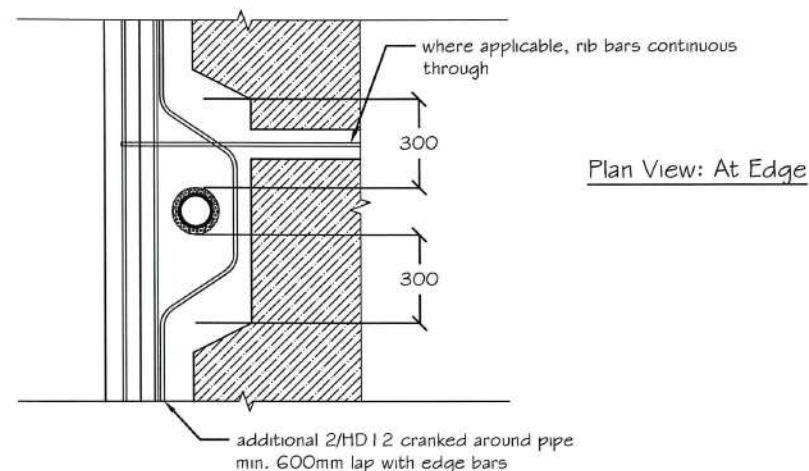 where applicable, rib bars continuous
through
300
Plan View: At Edge
300
additional 2/HD12 cranked around pipe
min. 600mm lap with edge bars